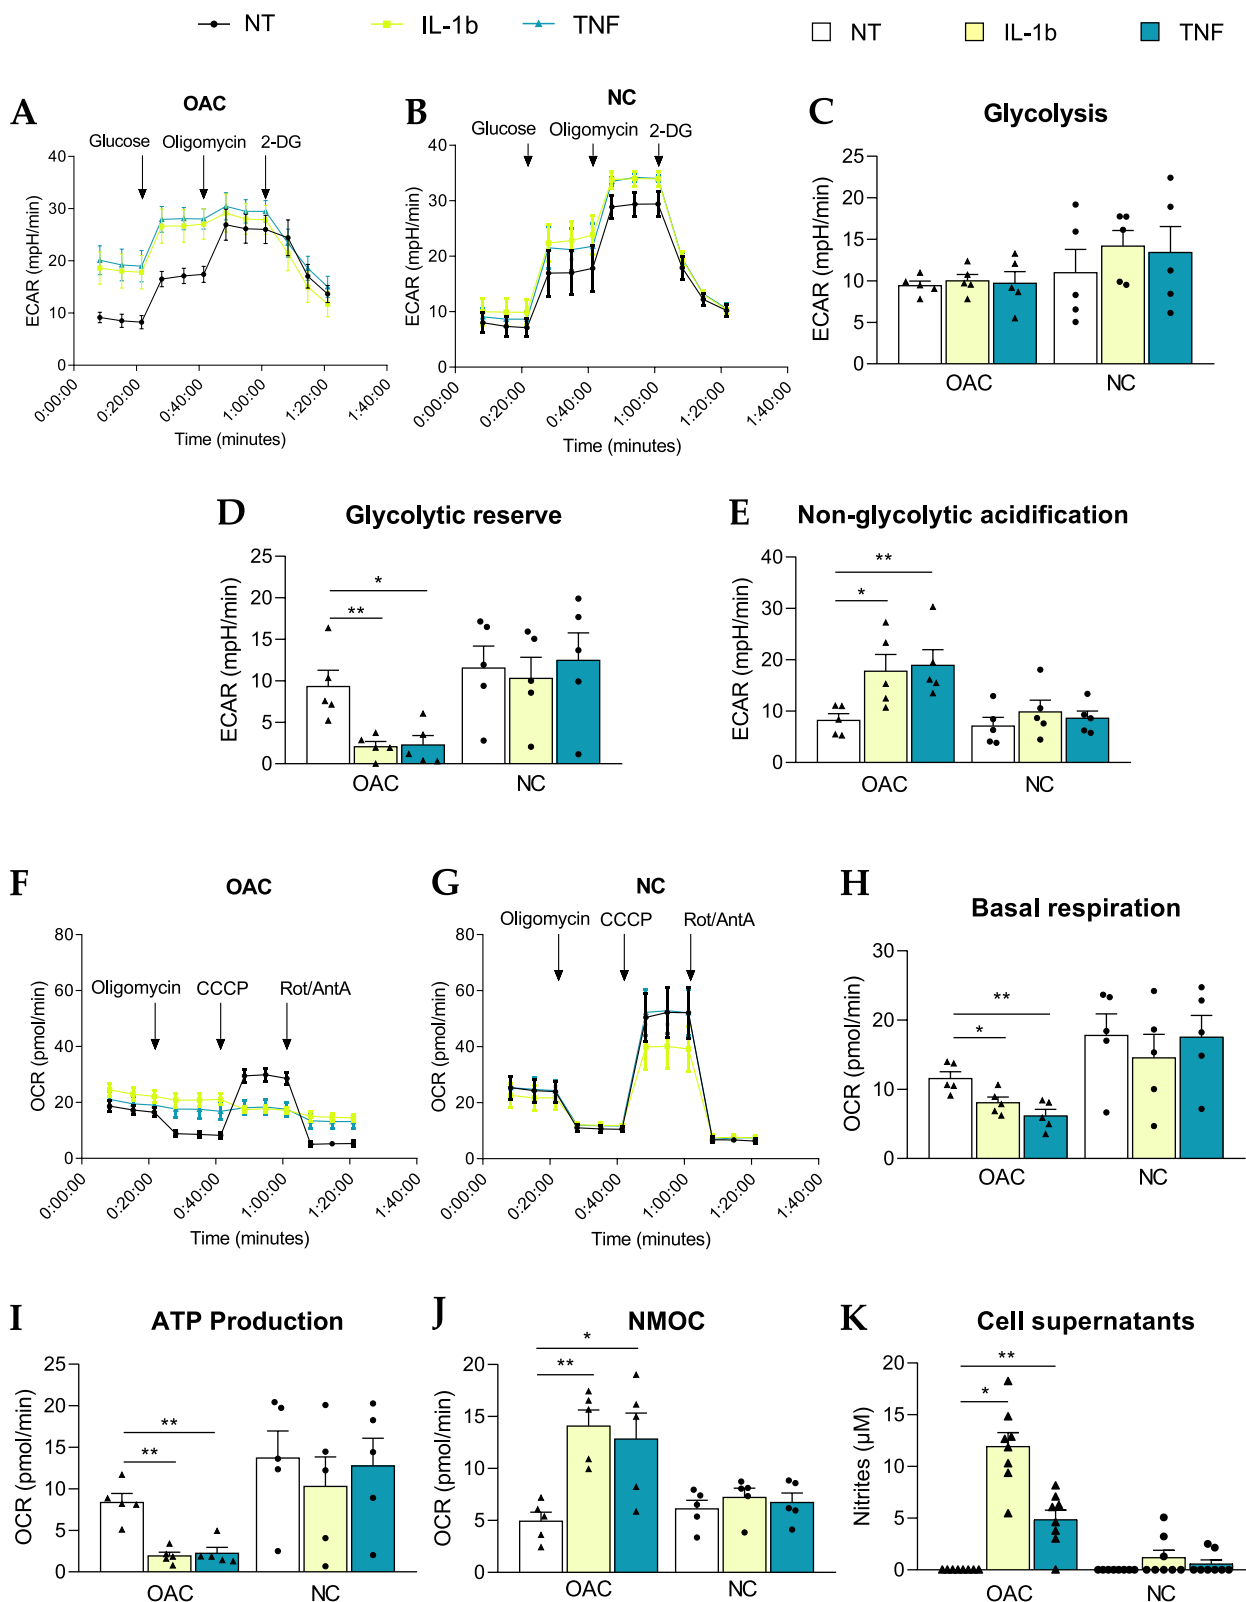 NT IL-1b TNF NT IL-1b TNF
A OAC
Glucose Oligomycin 2-DG
ECAR (mpH/min)
40
30
20
10
0
0:00:00 0:20:00 0:40:00 1:00:00 1:20:00 1:40:00
Time (minutes)
B NC
Glucose Oligomycin 2-DG
ECAR (mpH/min)
40
30
20
10
0
0:00:00 0:20:00 0:40:00 1:00:00 1:20:00 1:40:00
Time (minutes)
C Glycolysis
ECAR (mpH/min)
25
20
15
10
5
0
OAC NC
D Glycolytic reserve
ECAR (mpH/min)
25
20
15
10
5
0
*
**
OAC NC
E Non-glycolytic acidification
ECAR (mpH/min)
40
30
20
10
0
**
*
OAC NC
F OAC
Oligomycin CCCP Rot/AntA
OCR (pmol/min)
80
60
40
20
0
0:00:00 0:20:00 0:40:00 1:00:00 1:20:00 1:40:00
Time (minutes)
G NC
Oligomycin CCCP Rot/AntA
OCR (pmol/min)
80
60
40
20
0
0:00:00 0:20:00 0:40:00 1:00:00 1:20:00 1:40:00
Time (minutes)
H Basal respiration
OCR (pmol/min)
30
20
10
0
**
*
OAC NC
I ATP Production
OCR (pmol/min)
25
20
15
10
5
0
**
**
OAC NC
J NMOC
OCR (pmol/min)
20
15
10
5
0
*
**
OAC NC
K Cell supernatants
Nitrites (µM)
20
15
10
5
0
**
*
OAC NC